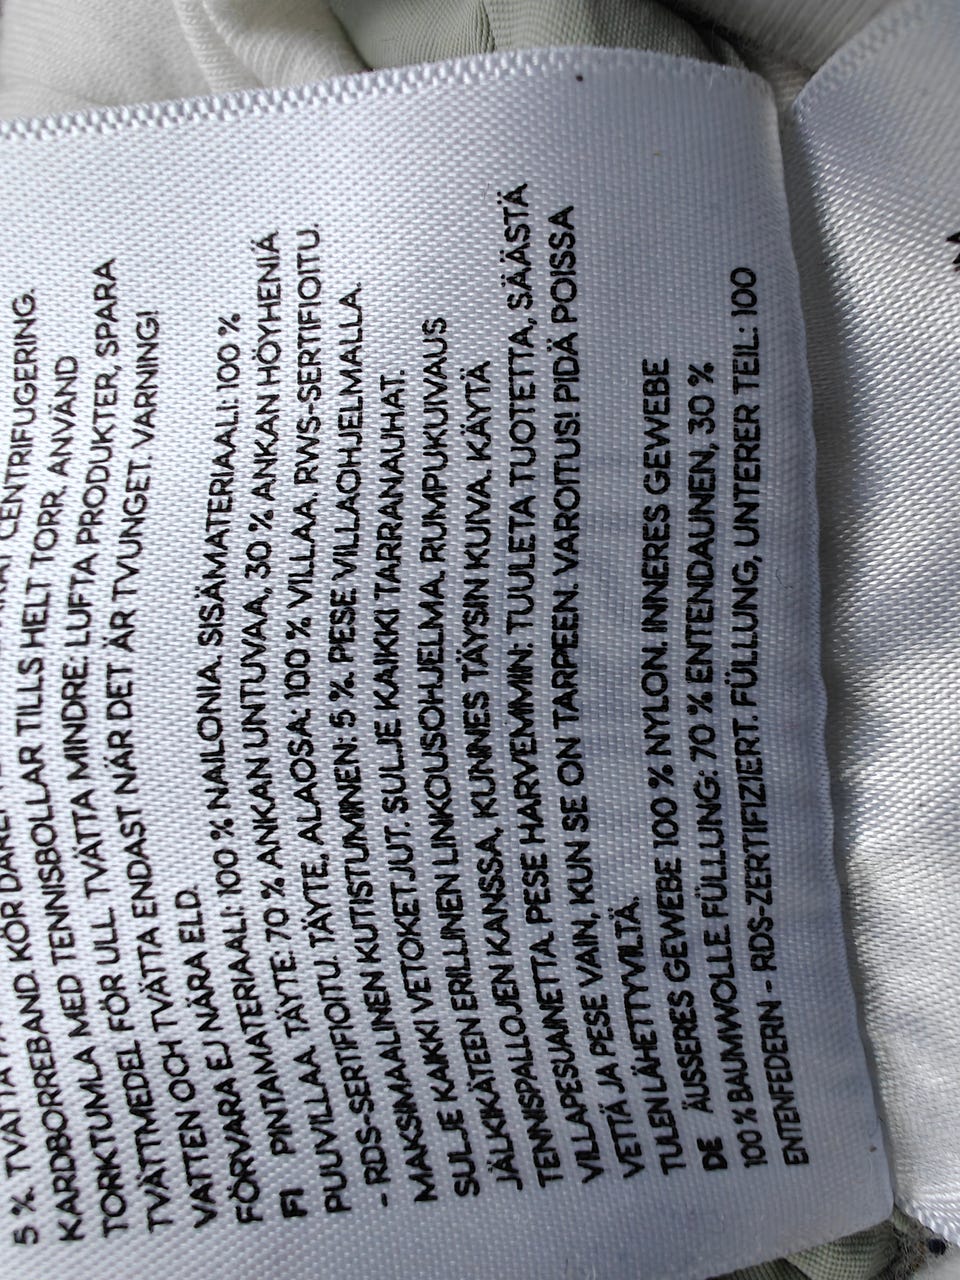 5 %. TVÄTTA
KARDBORREBAND. KÖR DÄREFTER CENTRIFUGERING.
TORKTUMLA MED TENNISBOLLAR TILLS HELT TORR, ANVÄND
TVÄTTMEDEL FÖR ULL. TVÄTTA MINDRE: LUFTA PRODUKTER, SPARA
VATTEN OCH TVÄTTA ENDAST NÄR DET ÄR TVUNGET. VARNING!
FÖRVARA EJ NÄRA ELD.
FI PINTAMATERIAALI: 100 % NAILONIA. SISÄMATERIAALI: 100 %
PUUVILLAA. TÄYTE: 70 % ANKAN UNTUVAA, 30 % ANKAN HÖYHENIÄ
- RDS-SERTIFIOITU. TÄYTE, ALAOSA: 100 % VILLAA. RWS-SERTIFIOITU.
MAKSIMAALINEN KUTISTUMINEN: 5 %. PESE VILLAOHJELMALLA.
SULJE KAIKKI VETOKETJUT. SULJE KAIKKI TARRANAUHAT.
JÄLKIKÄTEEN ERILLINEN LINKOUSOHJELMA. RUMPUKUIVAUS
TENNISPALLOJEN KANSSA, KUNNES TÄYSIN KUIVA. KÄYTÄ
VILLAPESUAINETTA. PESE HARVEMMIN: TUULETA TUOTETTA, SÄÄSTÄ
VETTÄ JA PESE VAIN, KUN SE ON TARPEEN. VAROITUS! PIDÄ POISSA
TULEN LÄHETTYVILTÄ.
DE ÄUSSERES GEWEBE 100 % NYLON. INNERES GEWEBE
100 % BAUMWOLLE FÜLLUNG: 70 % ENTENDAUNEN, 30 %
ENTENFEDERN - RDS-ZERTIFIZIERT. FÜLLUNG, UNTERER TEIL: 100